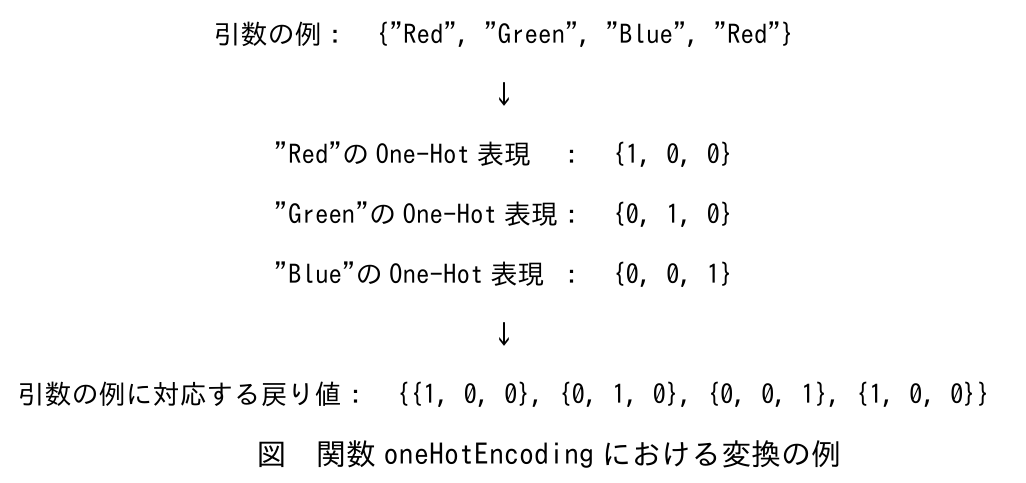 引数の例： {”Red”, ”Green”, ”Blue”, ”Red”}
↓
”Red”の One-Hot 表現 ： {1, 0, 0}
”Green”の One-Hot 表現： {0, 1, 0}
”Blue”の One-Hot 表現 ： {0, 0, 1}
↓
引数の例に対応する戻り値： {{1, 0, 0}, {0, 1, 0}, {0, 0, 1}, {1, 0, 0}}
図　関数 oneHotEncoding における変換の例